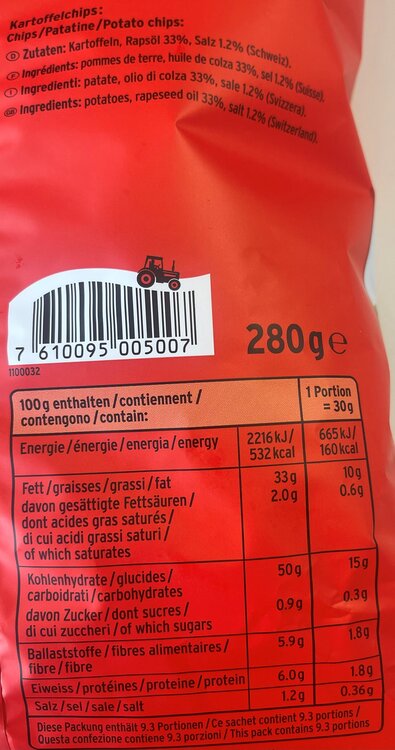 Kartoffelchips:
Chips/Patatine/Potato chips:
D Zutaten: Kartoffeln, Rapsöl 33%, Salz 1.2% (Schweiz).
F Ingrédients: pommes de terre, huile de colza 33%, sel 1.2% (Suisse).
I Ingredienti: patate, olio di colza 33%, sale 1.2% (Svizzera).
GB Ingredients: potatoes, rapeseed oil 33%, salt 1.2% (Switzerland).
7 610095 005007
1100032
280g e
100g enthalten / contiennent /
contengono / contain:
1 Portion
= 30g
Energie / énergie / energia / energy
2216 kJ /
532 kcal
665 kJ /
160 kcal
Fett / graisses / grassi / fat
33g
10g
davon gesättigte Fettsäuren /
2.0g
0.6g
dont acides gras saturés /
di cui acidi grassi saturi /
of which saturates
Kohlenhydrate / glucides /
carboidrati / carbohydrates
50g
15g
davon Zucker / dont sucres /
di cui zuccheri / of which sugars
0.9g
0.3g
Ballaststoffe / fibres alimentaires /
fibre / fibre
5.9g
1.8g
Eiweiss / protéines / proteine / protein
6.0g
1.8g
Salz / sel / sale / salt
1.2g
0.36g
Diese Packung enthält 9.3 Portionen / Ce sachet contient 9.3 portions /
Questa confezione contiene 9.3 porzioni / This pack contains 9.3 portions